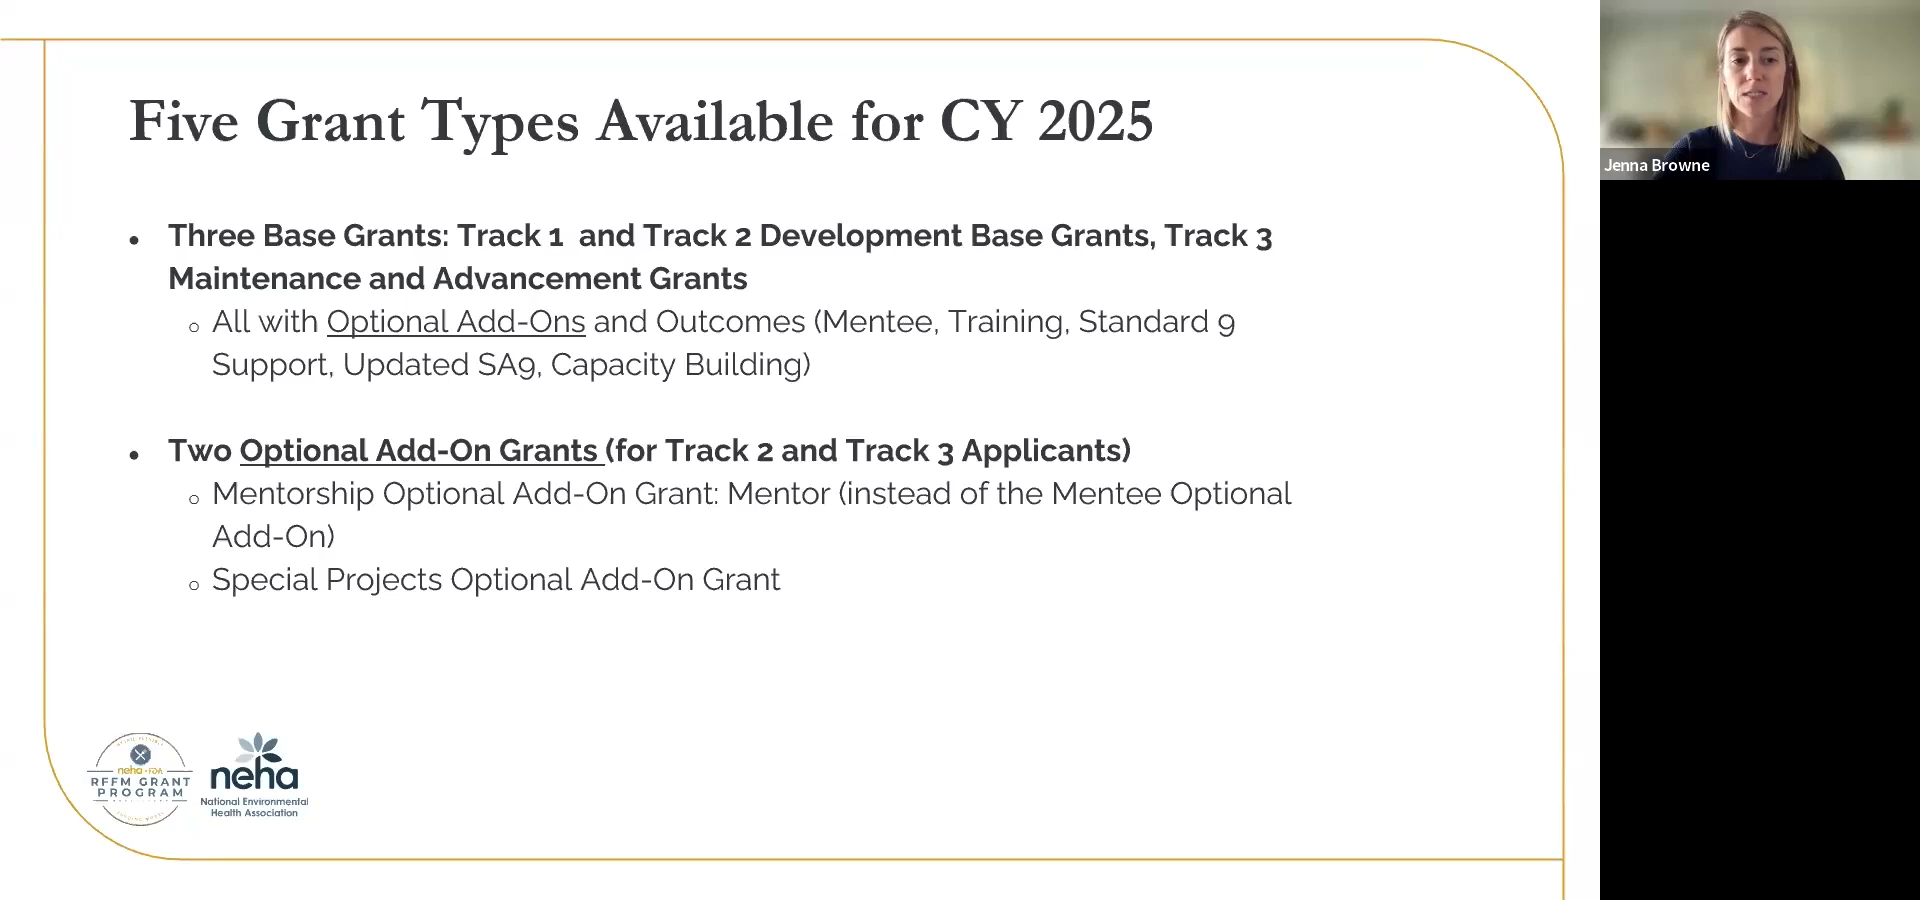 Five Grant Types Available for CY 2025
• Three Base Grants: Track 1 and Track 2 Development Base Grants, Track 3
Maintenance and Advancement Grants
o All with Optional Add-Ons and Outcomes (Mentee, Training, Standard 9
Support, Updated SA9, Capacity Building)
• Two Optional Add-On Grants (for Track 2 and Track 3 Applicants)
o Mentorship Optional Add-On Grant: Mentor (instead of the Mentee Optional
Add-On)
o Special Projects Optional Add-On Grant
neha-FDA
RFFM GRANT
PROGRAM
neha
National Environmental
Health Association
Jenna Browne